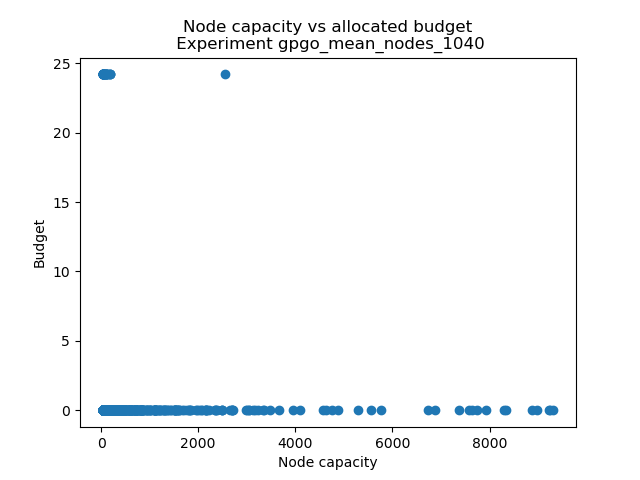 Node capacity vs allocated budget
Experiment gpgo_mean_nodes_1040
25
20
15
10
5
0
Budget
0 2000 4000 6000 8000
Node capacity